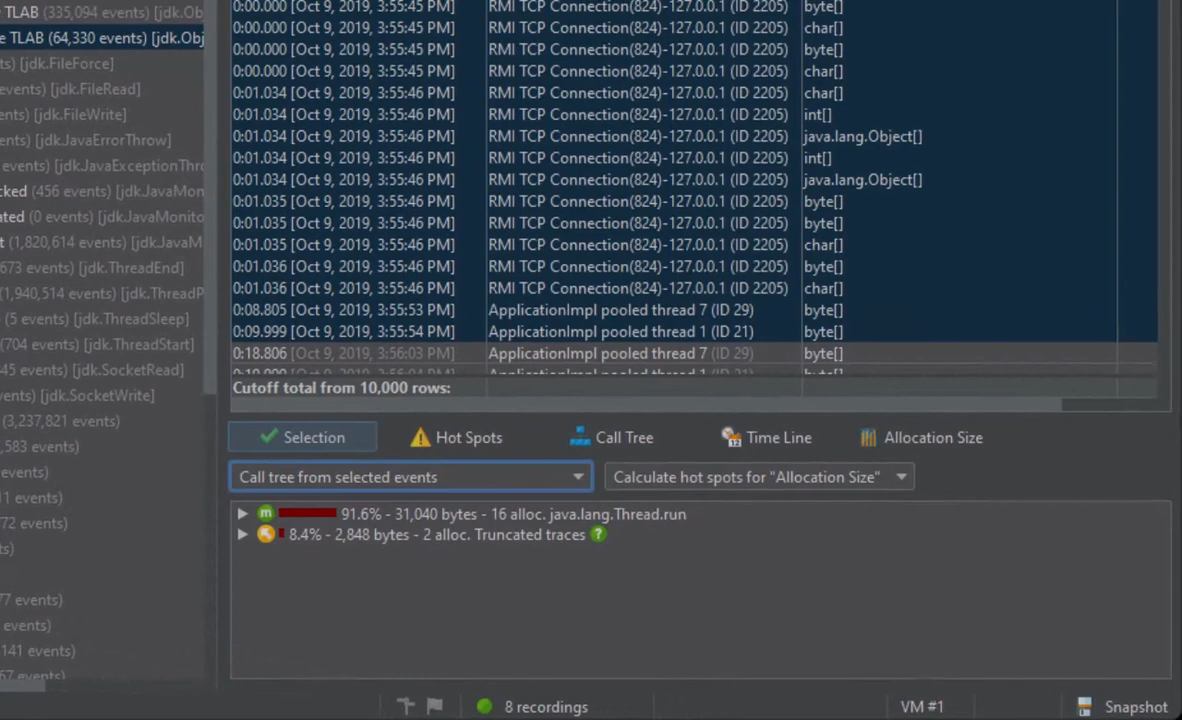 TLAB (335,094 events) [jdk.Ob
e TLAB (64,330 events) [jdk.Obj
ts) [jdk.FileForce]
events) [jdk.FileRead]
ents) [jdk.FileWrite]
ents) [jdk.JavaErrorThrow]
events) [jdk.JavaExceptionThr
cked (456 events) [jdk.JavaMon
ated (0 events) [jdk.JavaMonito
t (1,820,614 events) [jdk.JavaM
673 events) [jdk.ThreadEnd]
(1,940,514 events) [jdk.ThreadP
(5 events) [jdk.ThreadSleep]
(704 events) [jdk.ThreadStart]
45 events) [jdk.SocketRead]
ents) [jdk.SocketWrite]
(3,237,821 events)
,583 events)
11 events)
772 events)
ts)
77 events)
events)
141 events)
67 events)
0:00.000 [Oct 9, 2019, 3:55:45 PM] RMI TCP Connection(824)-127.0.0.1 (ID 2205) byte[]
0:00.000 [Oct 9, 2019, 3:55:45 PM] RMI TCP Connection(824)-127.0.0.1 (ID 2205) char[]
0:00.000 [Oct 9, 2019, 3:55:45 PM] RMI TCP Connection(824)-127.0.0.1 (ID 2205) byte[]
0:00.000 [Oct 9, 2019, 3:55:45 PM] RMI TCP Connection(824)-127.0.0.1 (ID 2205) char[]
0:01.034 [Oct 9, 2019, 3:55:46 PM] RMI TCP Connection(824)-127.0.0.1 (ID 2205) char[]
0:01.034 [Oct 9, 2019, 3:55:46 PM] RMI TCP Connection(824)-127.0.0.1 (ID 2205) int[]
0:01.034 [Oct 9, 2019, 3:55:46 PM] RMI TCP Connection(824)-127.0.0.1 (ID 2205) java.lang.Object[]
0:01.034 [Oct 9, 2019, 3:55:46 PM] RMI TCP Connection(824)-127.0.0.1 (ID 2205) int[]
0:01.034 [Oct 9, 2019, 3:55:46 PM] RMI TCP Connection(824)-127.0.0.1 (ID 2205) java.lang.Object[]
0:01.035 [Oct 9, 2019, 3:55:46 PM] RMI TCP Connection(824)-127.0.0.1 (ID 2205) byte[]
0:01.035 [Oct 9, 2019, 3:55:46 PM] RMI TCP Connection(824)-127.0.0.1 (ID 2205) byte[]
0:01.035 [Oct 9, 2019, 3:55:46 PM] RMI TCP Connection(824)-127.0.0.1 (ID 2205) char[]
0:01.036 [Oct 9, 2019, 3:55:46 PM] RMI TCP Connection(824)-127.0.0.1 (ID 2205) byte[]
0:01.036 [Oct 9, 2019, 3:55:46 PM] RMI TCP Connection(824)-127.0.0.1 (ID 2205) char[]
0:08.805 [Oct 9, 2019, 3:55:53 PM] ApplicationImpl pooled thread 7 (ID 29) byte[]
0:09.999 [Oct 9, 2019, 3:55:54 PM] ApplicationImpl pooled thread 1 (ID 21) byte[]
0:18.806 [Oct 9, 2019, 3:56:03 PM] ApplicationImpl pooled thread 7 (ID 29) byte[]
Cutoff total from 10,000 rows:
Selection Hot Spots Call Tree Time Line Allocation Size
Call tree from selected events Calculate hot spots for "Allocation Size"
91.6% - 31,040 bytes - 16 alloc. java.lang.Thread.run
8.4% - 2,848 bytes - 2 alloc. Truncated traces
8 recordings VM #1 Snapshot